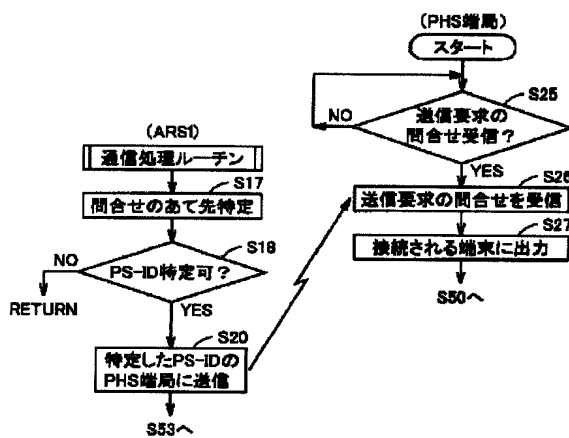 (PHS端局)
スタート
S25
送信要求の
問合せ受信？
NO
YES
S26
送信要求の問合せを受信
S27
接続される端末に出力
S50へ
(ARS1)
通信処理ルーチン
S17
問合せのあて先特定
S18
PS-ID特定可？
NO
RETURN
YES
S20
特定したPS-IDの
PHS端局に送信
S53へ